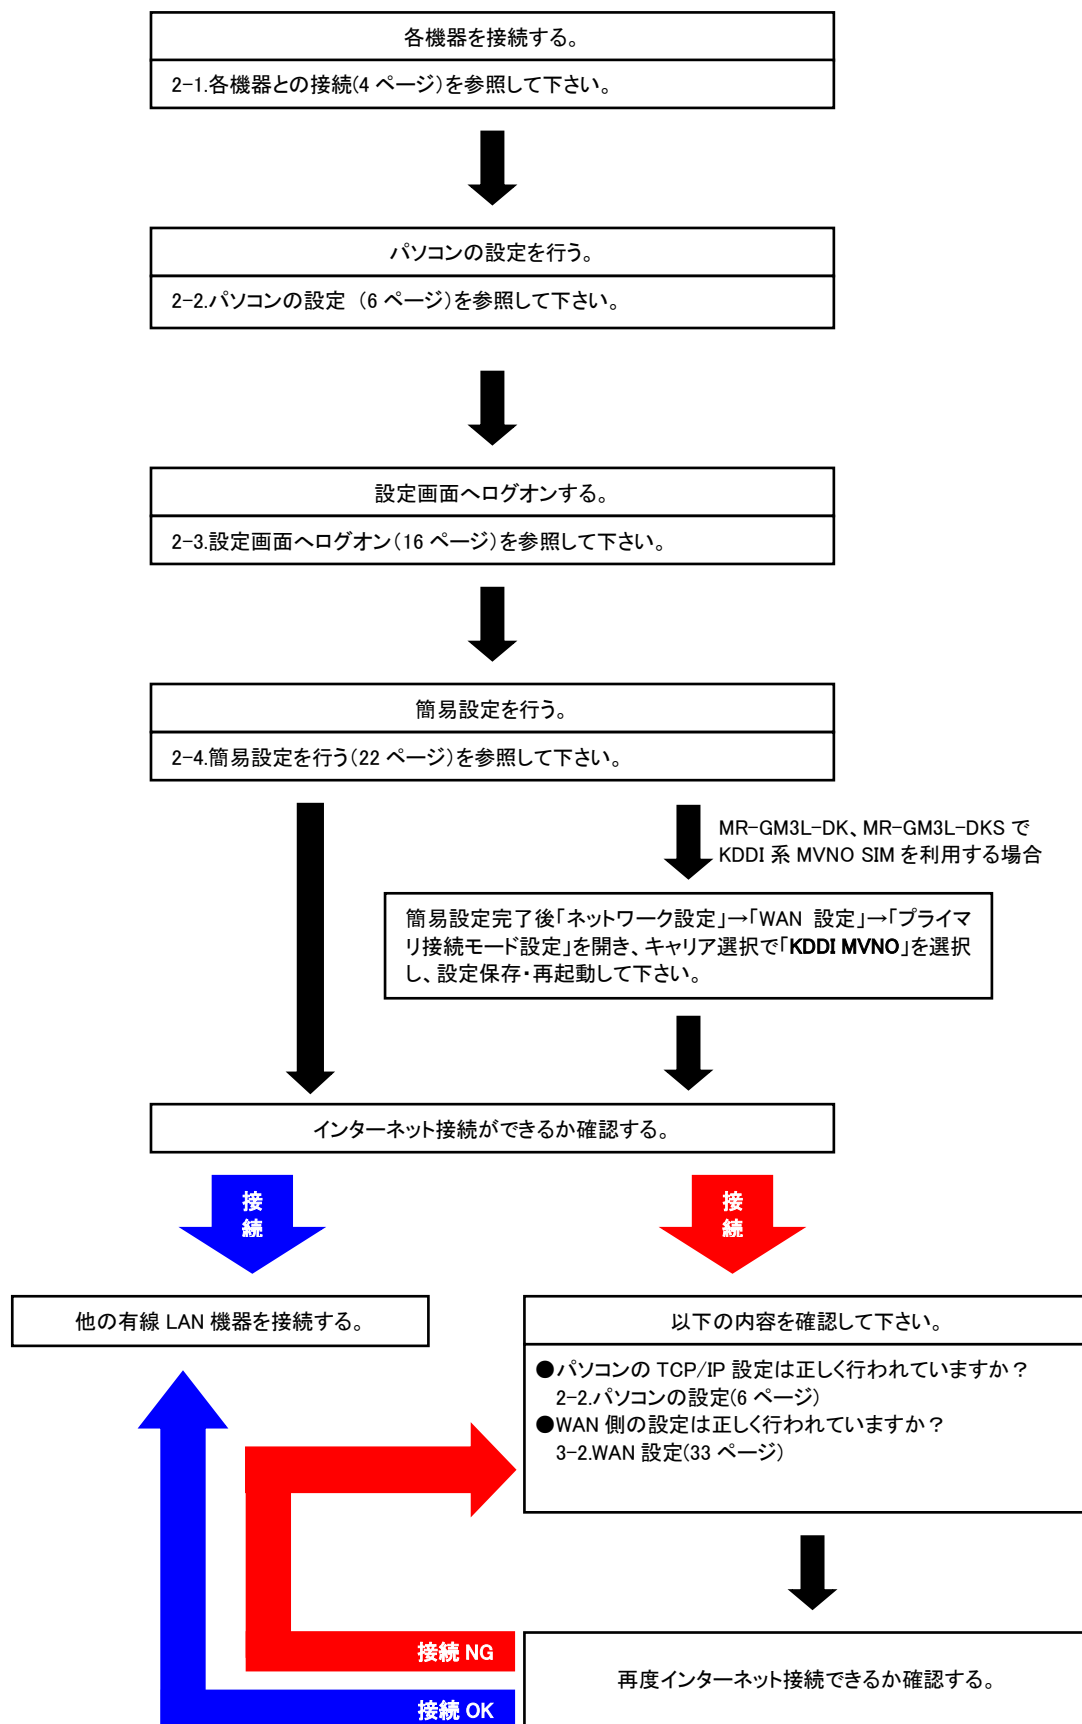 各機器を接続する。
2-1.各機器との接続(4 ページ)を参照して下さい。
パソコンの設定を行う。
2-2.パソコンの設定 (6 ページ)を参照して下さい。
設定画面へログオンする。
2-3.設定画面へログオン(16 ページ)を参照して下さい。
簡易設定を行う。
2-4.簡易設定を行う(22 ページ)を参照して下さい。
MR-GM3L-DK、MR-GM3L-DKS で
KDDI 系 MVNO SIM を利用する場合
簡易設定完了後「ネットワーク設定」→「WAN 設定」→「プライマ
リ接続モード設定」を開き、キャリア選択で「KDDI MVNO」を選択
し、設定保存・再起動して下さい。
インターネット接続ができるか確認する。
接
続
接
続
他の有線 LAN 機器を接続する。
以下の内容を確認して下さい。
●パソコンの TCP/IP 設定は正しく行われていますか？
2-2.パソコンの設定(6 ページ)
●WAN 側の設定は正しく行われていますか？
3-2.WAN 設定(33 ページ)
接続 NG
再度インターネット接続できるか確認する。
接続 OK